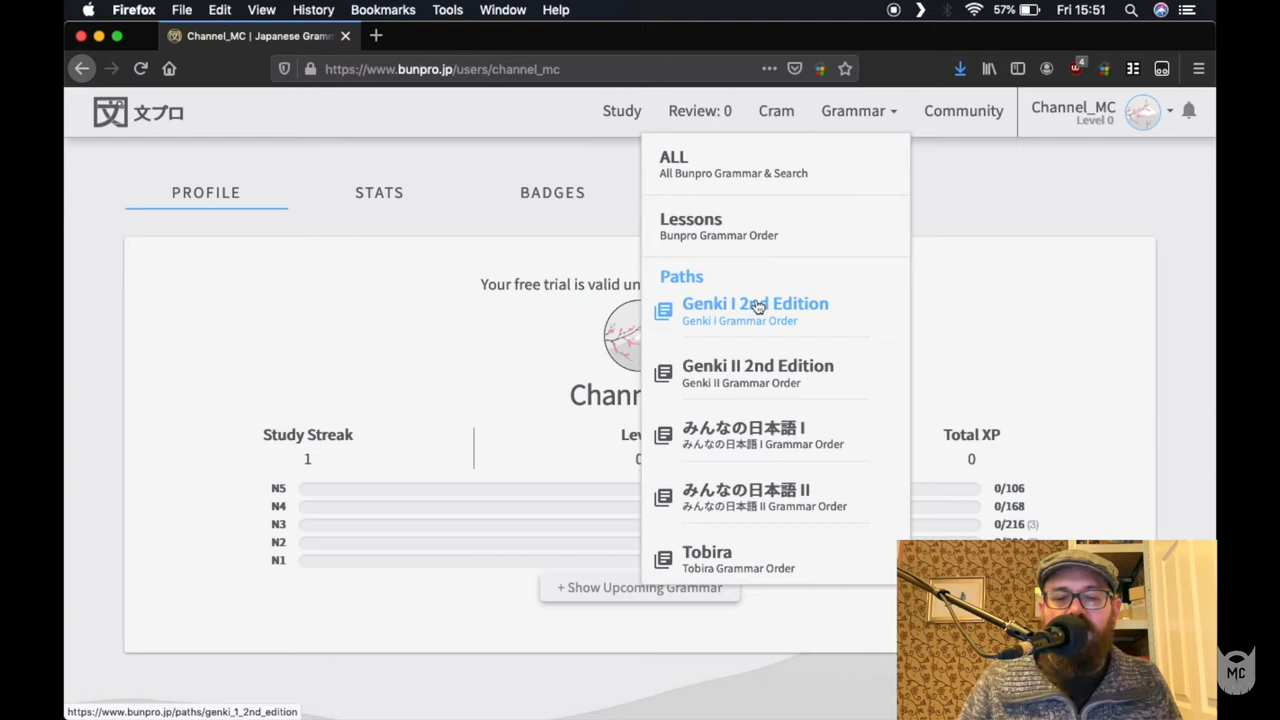 Firefox File Edit View History Bookmarks Tools Window Help 57% Fri 15:51
Channel_MC | Japanese Gramm
https://www.bunpro.jp/users/channel_mc
4
文プロ
Study Review: 0 Cram Grammar Community Channel_MC
Level 0
PROFILE STATS BADGES
ALL
All Bunpro Grammar & Search
Lessons
Bunpro Grammar Order
Paths
Genki I 2nd Edition
Genki I Grammar Order
Genki II 2nd Edition
Genki II Grammar Order
みんなの日本語 I
みんなの日本語 I Grammar Order
みんなの日本語 II
みんなの日本語 II Grammar Order
Tobira
Tobira Grammar Order
Your free trial is valid un
Chann
Study Streak
1
Lev
0
Total XP
0
N5 0/106
N4 0/168
N3 0/216 (3)
N2
N1
+ Show Upcoming Grammar
https://www.bunpro.jp/paths/genki_1_2nd_edition
MC